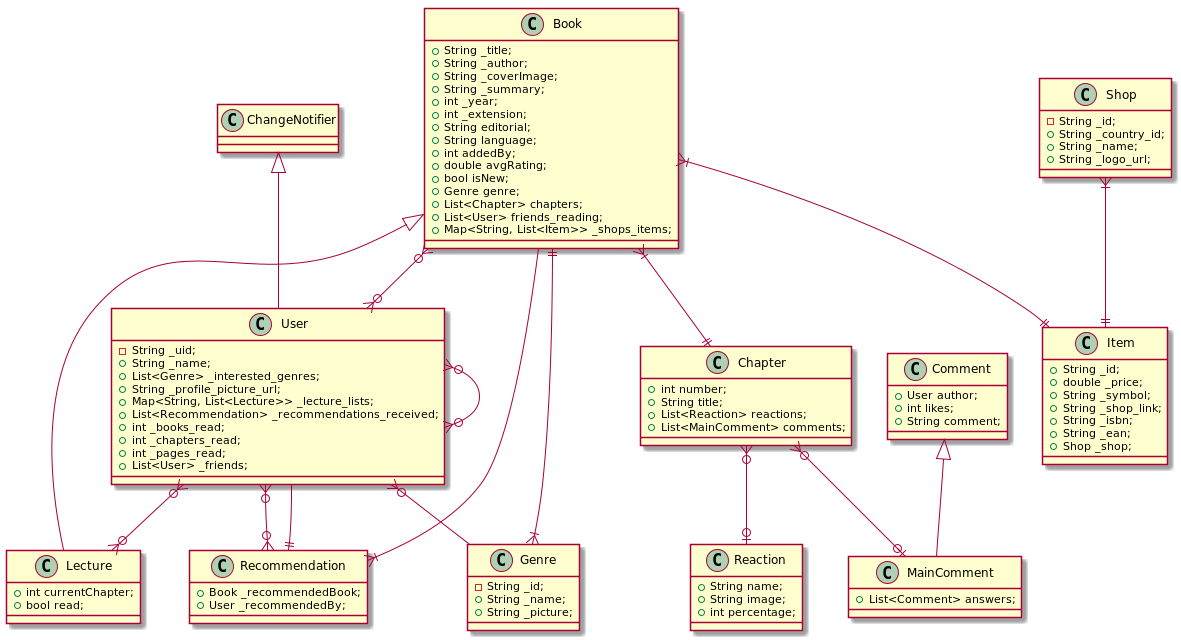 C Book
String _title;
String _author;
String _coverImage;
String _summary;
int _year;
int _extension;
String editorial;
String language;
int addedBy;
double avgRating;
bool isNew;
Genre genre;
List<Chapter> chapters;
List<User> friends_reading;
Map<String, List<Item>> _shops_items;
C Shop
String _id;
String _country_id;
String _name;
String _logo_url;
C ChangeNotifier
C User
String _uid;
String _name;
List<Genre> _interested_genres;
String _profile_picture_url;
Map<String, List<Lecture>> _lecture_lists;
List<Recommendation> _recommendations_received;
int _books_read;
int _chapters_read;
int _pages_read;
List<User> _friends;
C Chapter
int number;
String title;
List<Reaction> reactions;
List<MainComment> comments;
C Comment
User author;
int likes;
String comment;
C Item
String _id;
double _price;
String _symbol;
String _shop_link;
String _isbn;
String _ean;
Shop _shop;
C Lecture
int currentChapter;
bool read;
C Recommendation
Book _recommendedBook;
User _recommendedBy;
C Genre
String _id;
String _name;
String _picture;
C Reaction
String name;
String image;
int percentage;
C MainComment
List<Comment> answers;